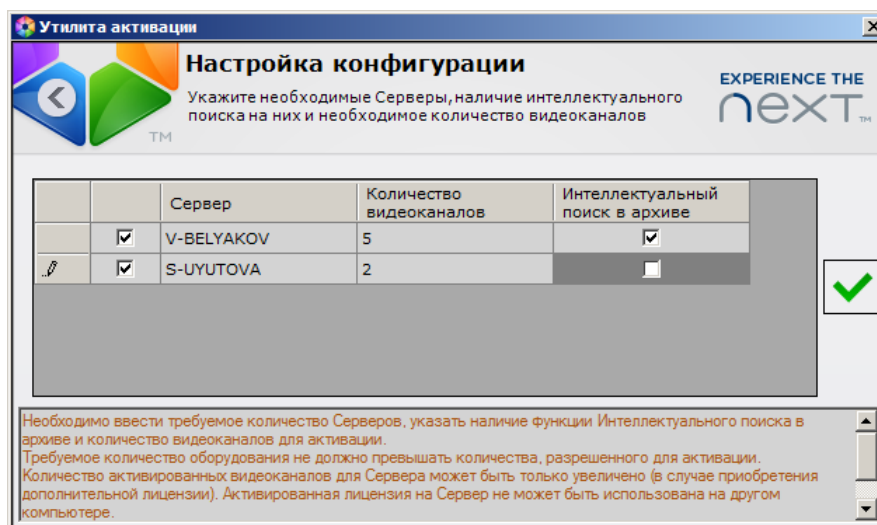 Утилита активации
Настройка конфигурации
Укажите необходимые Серверы, наличие интеллектуального
поиска на них и необходимое количество видеоканалов
TM
EXPERIENCE THE
next TM
Сервер
Количество
видеоканалов
Интеллектуальный
поиск в архиве
V-BELYAKOV 5
S-UYUTOVA 2
Необходимо ввести требуемое количество Серверов, указать наличие функции Интеллектуального поиска в
архиве и количество видеоканалов для активации.
Требуемое количество оборудования не должно превышать количества, разрешенного для активации.
Количество активированных видеоканалов для Сервера может быть только увеличено (в случае приобретения
дополнительной лицензии). Активированная лицензия на Сервер не может быть использована на другом
компьютере.